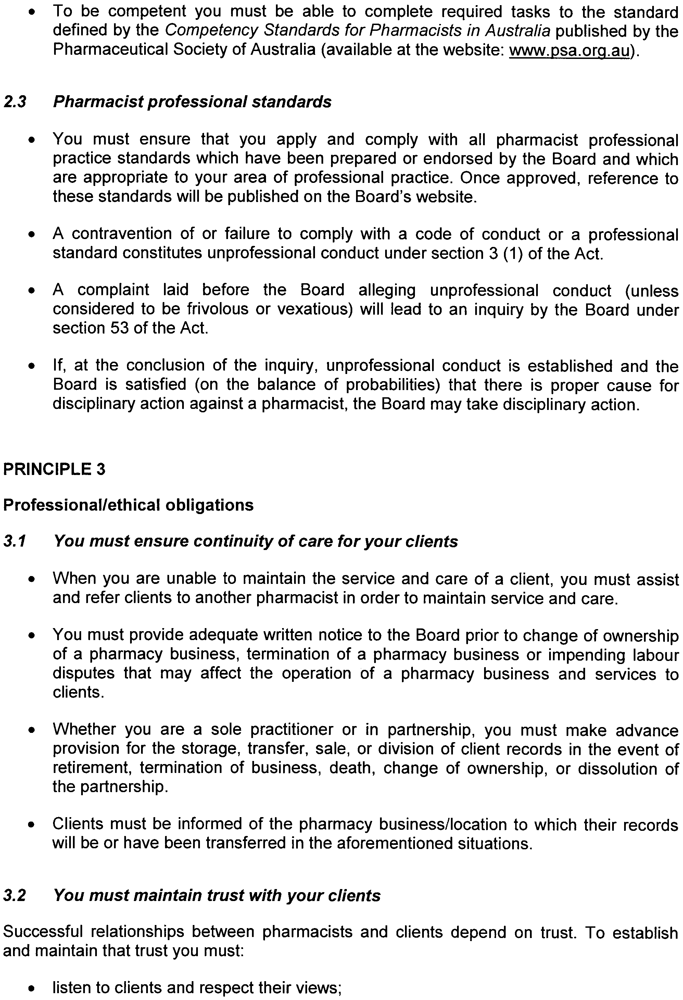 • To be competent you must be able to complete required tasks to the standard
defined by the Competency Standards for Pharmacists in Australia published by the
Pharmaceutical Society of Australia (available at the website: www.psa.org.au).
2.3 Pharmacist professional standards
• You must ensure that you apply and comply with all pharmacist professional
practice standards which have been prepared or endorsed by the Board and which
are appropriate to your area of professional practice. Once approved, reference to
these standards will be published on the Board's website.
• A contravention of or failure to comply with a code of conduct or a professional
standard constitutes unprofessional conduct under section 3 (1) of the Act.
• A complaint laid before the Board alleging unprofessional conduct (unless
considered to be frivolous or vexatious) will lead to an inquiry by the Board under
section 53 of the Act.
• If, at the conclusion of the inquiry, unprofessional conduct is established and the
Board is satisfied (on the balance of probabilities) that there is proper cause for
disciplinary action against a pharmacist, the Board may take disciplinary action.
PRINCIPLE 3
Professional/ethical obligations
3.1 You must ensure continuity of care for your clients
• When you are unable to maintain the service and care of a client, you must assist
and refer clients to another pharmacist in order to maintain service and care.
• You must provide adequate written notice to the Board prior to change of ownership
of a pharmacy business, termination of a pharmacy business or impending labour
disputes that may affect the operation of a pharmacy business and services to
clients.
• Whether you are a sole practitioner or in partnership, you must make advance
provision for the storage, transfer, sale, or division of client records in the event of
retirement, termination of business, death, change of ownership, or dissolution of
the partnership.
• Clients must be informed of the pharmacy business/location to which their records
will be or have been transferred in the aforementioned situations.
3.2 You must maintain trust with your clients
Successful relationships between pharmacists and clients depend on trust. To establish
and maintain that trust you must:
• listen to clients and respect their views;